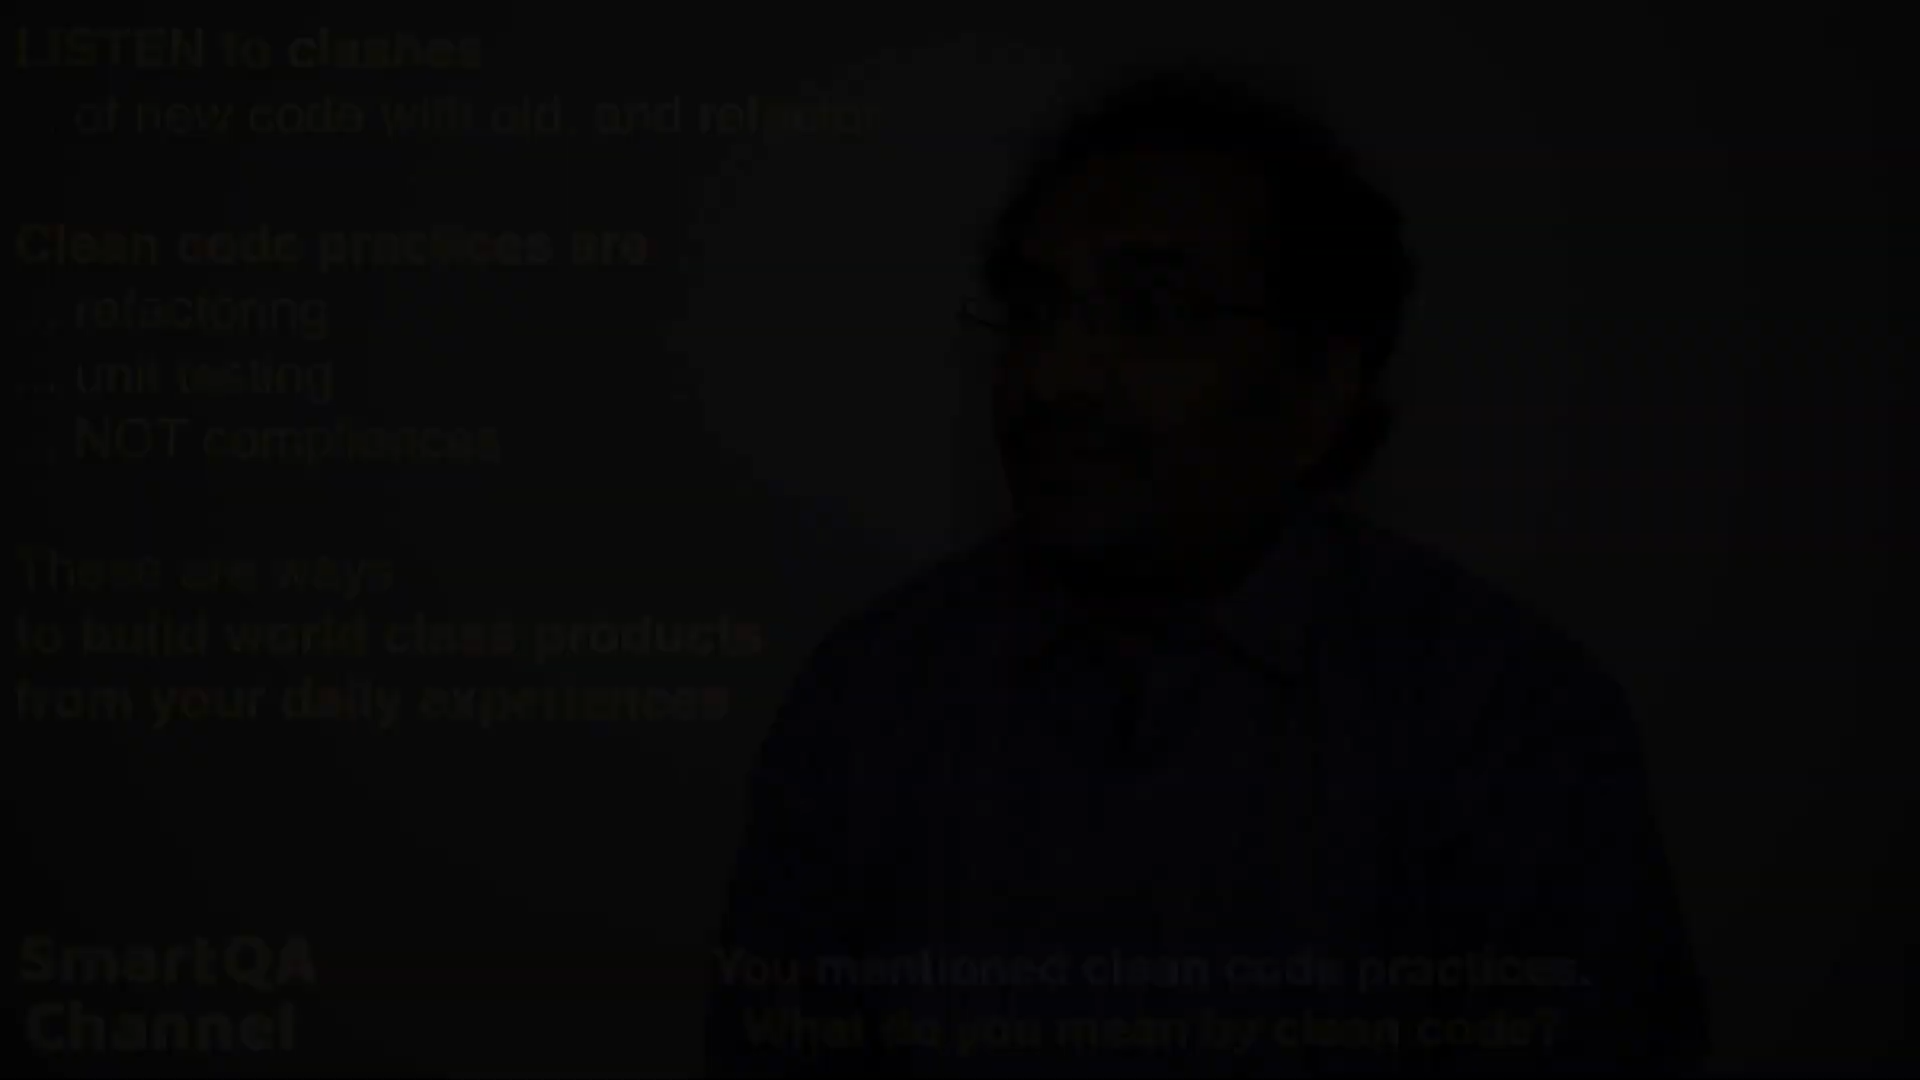 LISTEN to clashes
... of new code with old, and refactor
Clean code practices are
... refactoring
... unit testing
... NOT compliances
These are ways
to build world class products
from your daily experiences
SmartQA
Channel
You mentioned clean code practices.
What do you mean by clean code?